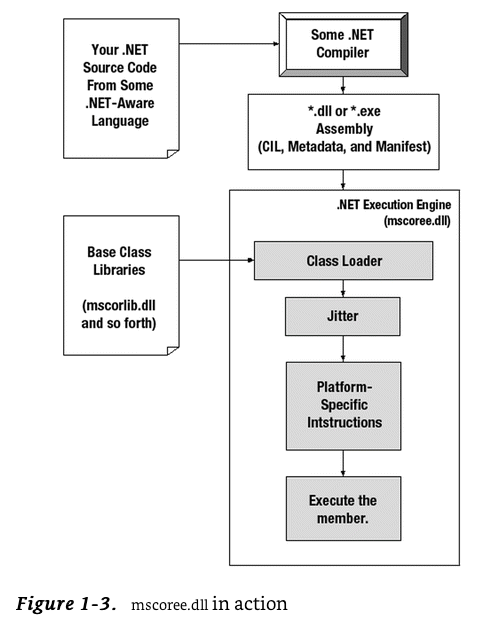 Your .NET
Source Code
From Some
.NET-Aware
Language
Some .NET
Compiler
*.dll or *.exe
Assembly
(CIL, Metadata, and Manifest)
.NET Execution Engine
(mscoree.dll)
Base Class
Libraries
(mscorlib.dll
and so forth)
Class Loader
Jitter
Platform-
Specific
Intstructions
Execute the
member.
Figure 1-3. mscoree.dll in action